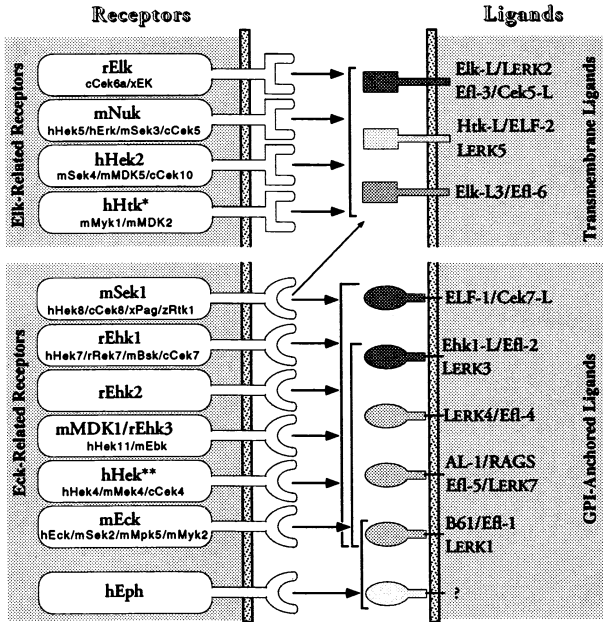 Receptors
Ligands
Elk-Related Receptors
rElk
cCek6a/xEK
mNuk
hHek5/hErk/mSek3/cCek5
hHek2
mSek4/mMDK5/cCek10
hHtk*
mMyk1/mMDK2
Elk-L/LERK2
Efl-3/Cek5-L
Htk-L/ELF-2
LERK5
Elk-L3/Efl-6
Transmembrane Ligands
Eck-Related Receptors
mSek1
hHek8/cCek8/xPag/zRtk1
rEhk1
hHek7/rRek7/mBsk/cCek7
rEhk2
mMDK1/rEhk3
hHek11/mEbk
hHek**
hHek4/mMek4/cCek4
mEck
hEck/mSek2/mMpk5/mMyk2
hEph
ELF-1/Cek7-L
Ehk1-L/Efl-2
LERK3
LERK4/Efl-4
AL-1/RAGS
Efl-5/LERK7
B61/Efl-1
LERK1
?
GPI-Anchored Ligands